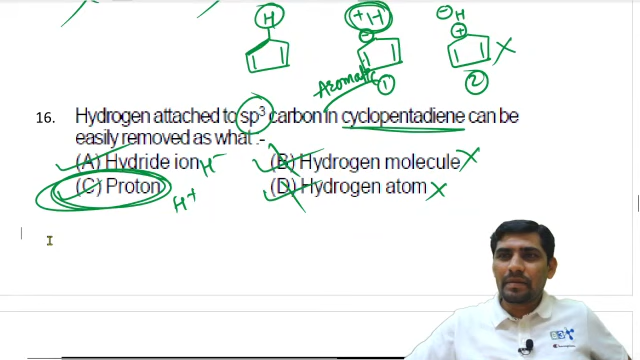 H
+ H
⊖ H
⊖
⊕
X
Aromatic
1
2
16. Hydrogen attached to sp³ carbon in cyclopentadiene can be
easily removed as what :-
(A) Hydride ion H⁻ (B) Hydrogen molecule X
(C) Proton H+ (D) Hydrogen atom X